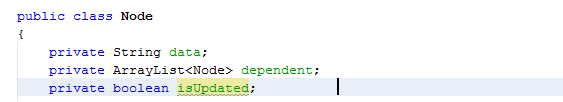 public class Node
{
private String data;
private ArrayList<Node> dependent;
private boolean isUpdated;